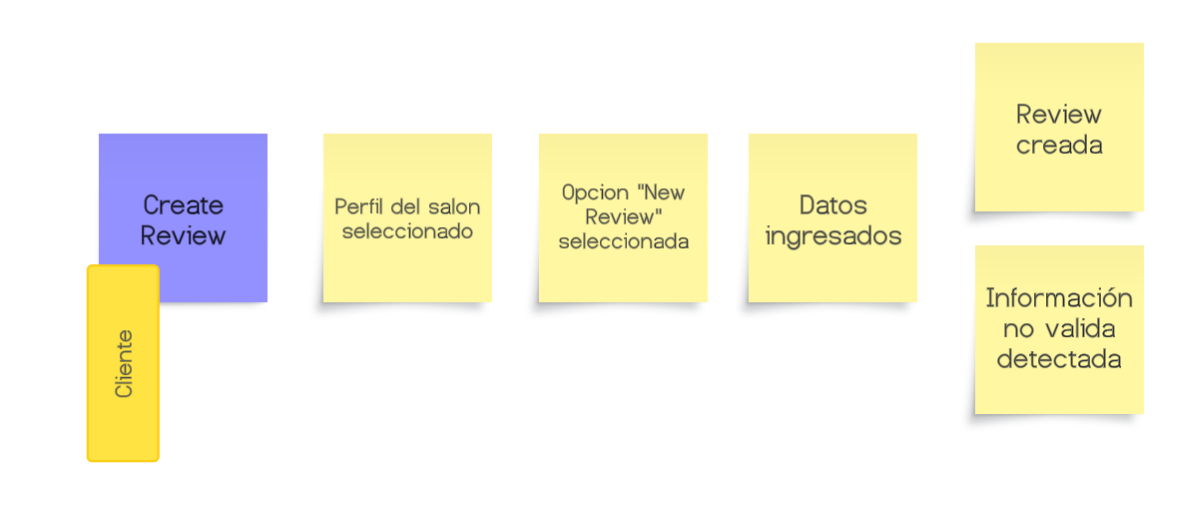 Create
Review
Cliente
Perfil del salon
seleccionado
Opcion "New
Review"
seleccionada
Datos
ingresados
Review
creada
Información
no valida
detectada